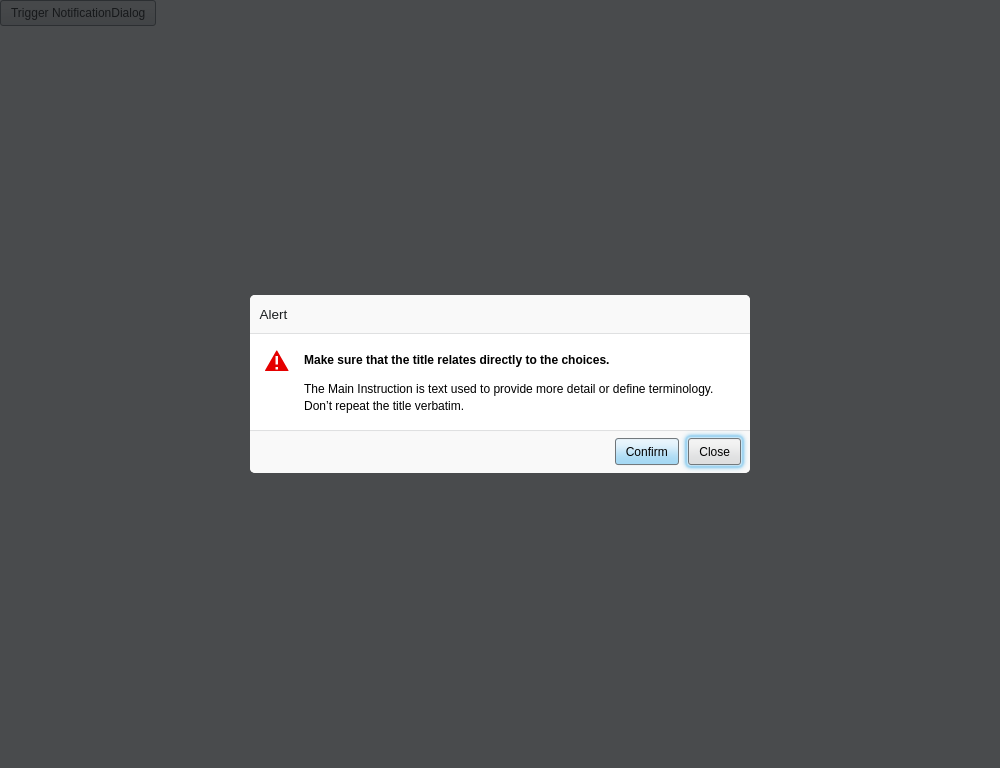 Trigger NotificationDialog
Alert
Make sure that the title relates directly to the choices.
The Main Instruction is text used to provide more detail or define terminology.
Don’t repeat the title verbatim.
Confirm Close